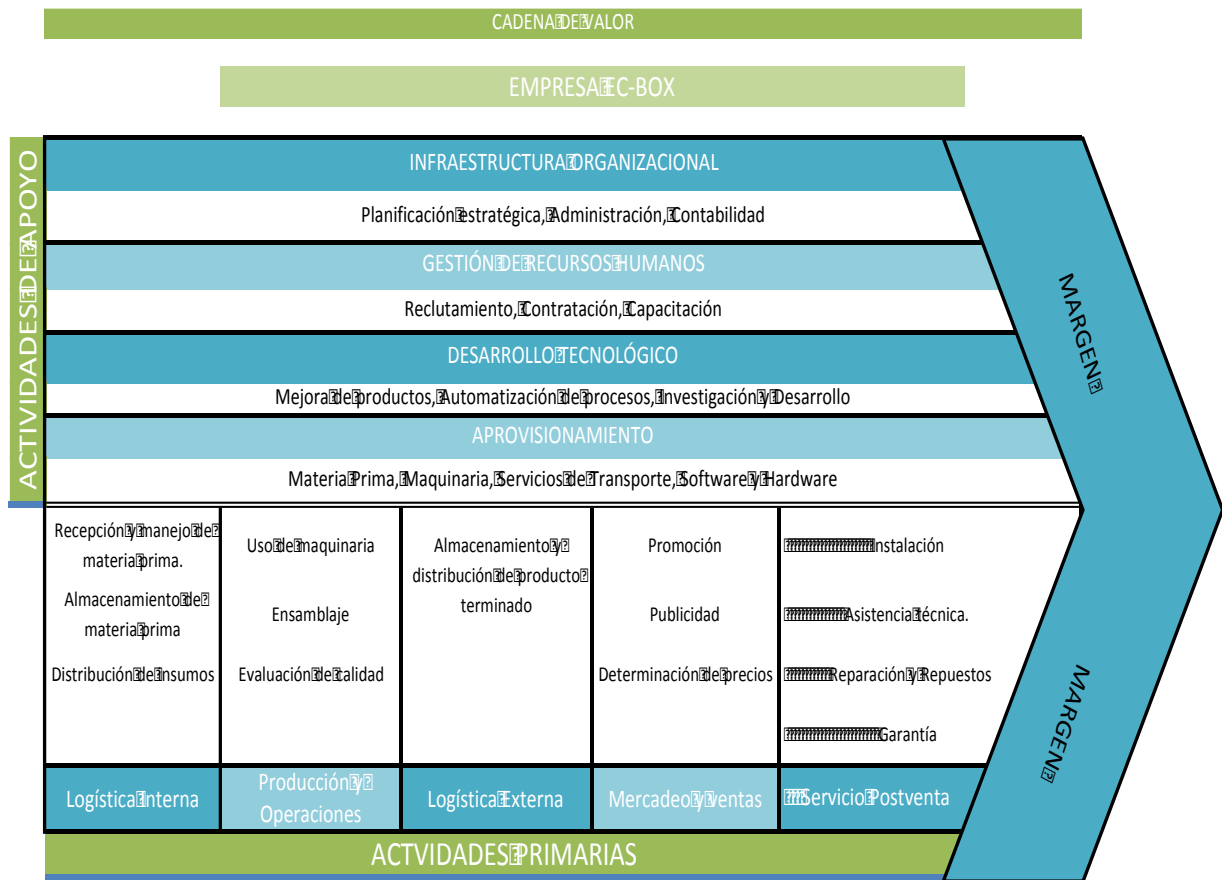 CADENA DE VALOR
EMPRESA EC-BOX
ACTIVIDADES DE APOYO
INFRAESTRUCTURA ORGANIZACIONAL
Planificación estratégica, Administración, Contabilidad
GESTIÓN DE RECURSOS HUMANOS
Reclutamiento, Contratación, Capacitación
DESARROLLO TECNOLÓGICO
Mejora de productos, Automatización de procesos, Investigación y Desarrollo
APROVISIONAMIENTO
Materia Prima, Maquinaria, Servicios de Transporte, Software y Hardware
MARGEN
MARGEN
Recepción y manejo de
materia prima.
Almacenamiento de
materia prima
Distribución de insumos
Uso de maquinaria
Ensamblaje
Evaluación de calidad
Almacenamiento y
distribución de producto
terminado
Promoción
Publicidad
Determinación de precios
Instalación
Asistencia técnica.
Reparación y Repuestos
Garantía
Logística Interna
Producción y
Operaciones
Logística Externa
Mercadeo y ventas
Servicio Postventa
ACTVIDADES PRIMARIAS